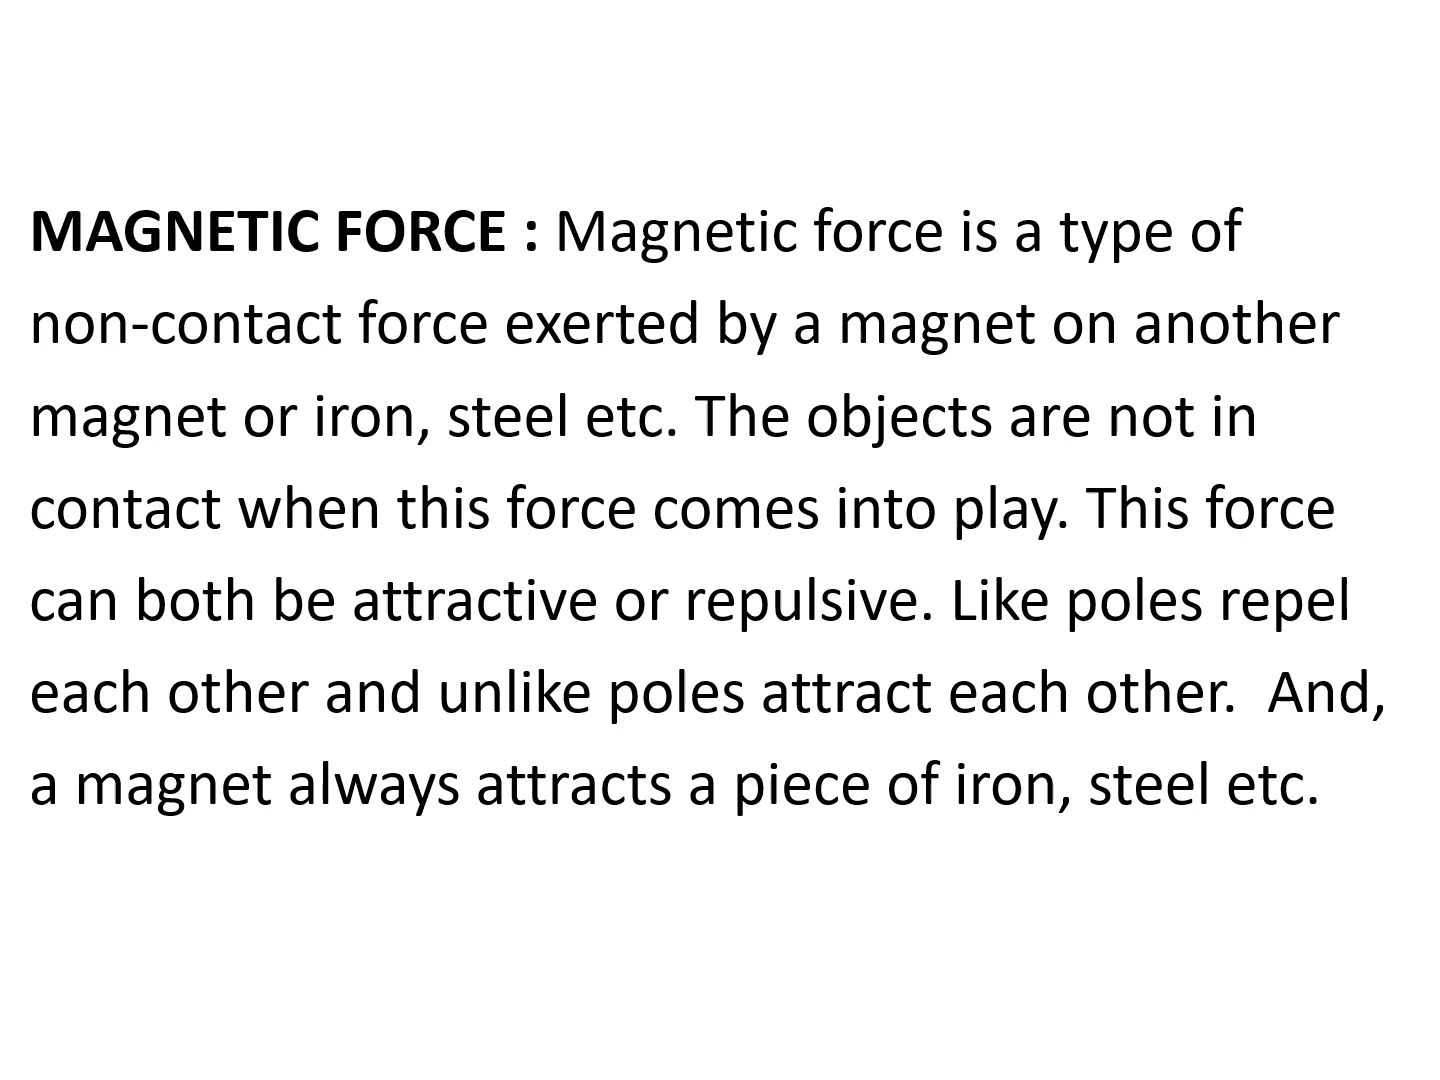 MAGNETIC FORCE : Magnetic force is a type of
non-contact force exerted by a magnet on another
magnet or iron, steel etc. The objects are not in
contact when this force comes into play. This force
can both be attractive or repulsive. Like poles repel
each other and unlike poles attract each other.  And,
a magnet always attracts a piece of iron, steel etc.